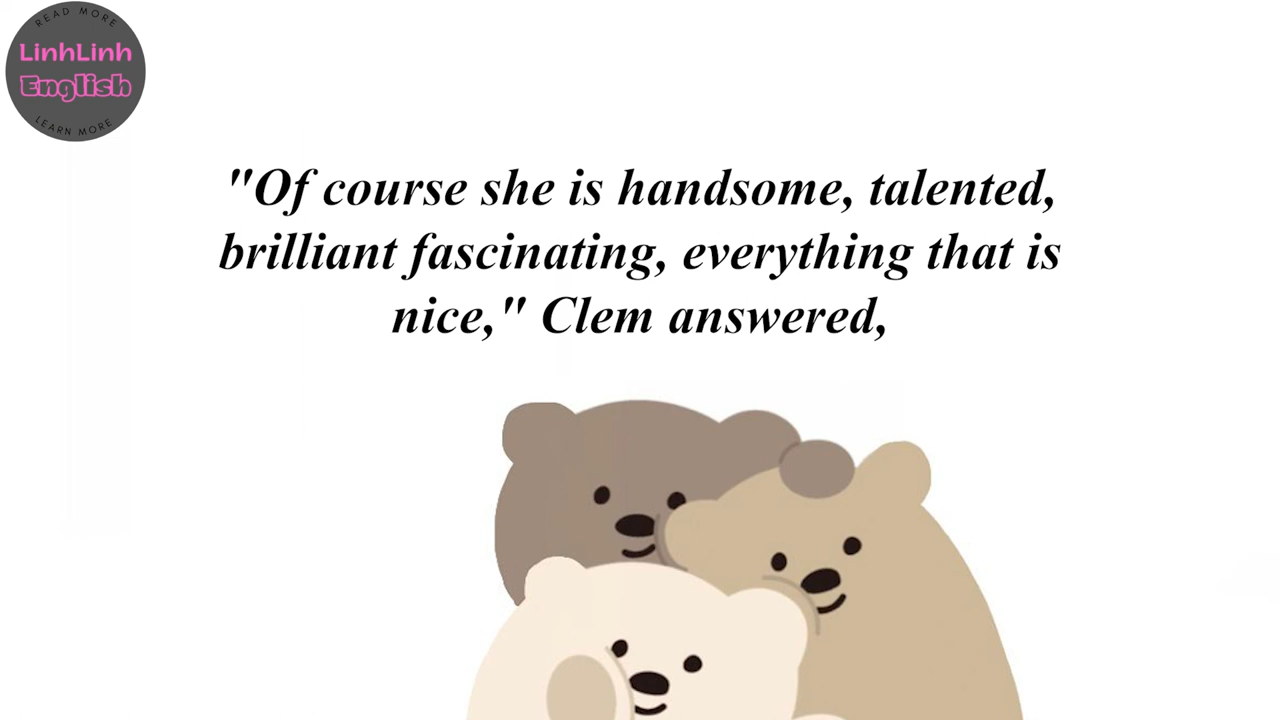 READ MORE
LinhLinh
English
LEARN MORE
"Of course she is handsome, talented,
brilliant fascinating, everything that is
nice," Clem answered,